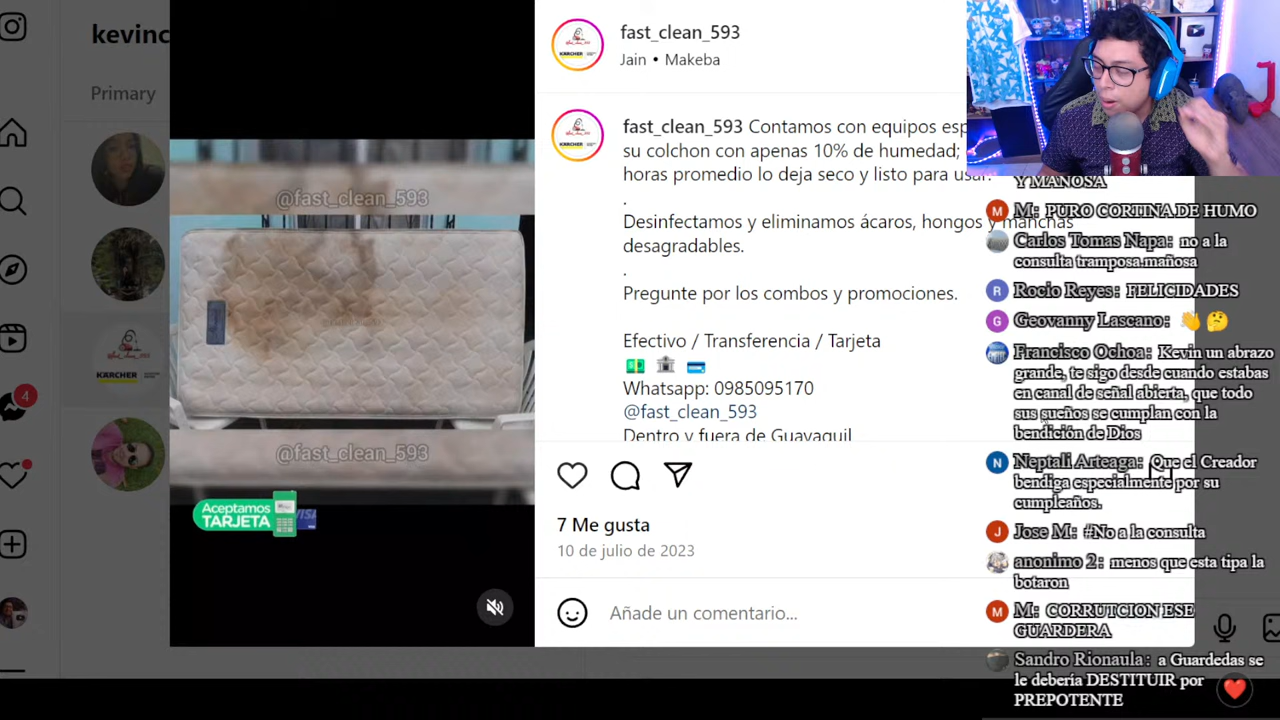 kevinc
Primary
4
KÄRCHER
@fast_clean_593
@fast_clean_593
Aceptamos
TARJETA
VISA
KÄRCHER
fast_clean_593
Jain • Makeba
KÄRCHER
fast_clean_593 Contamos con equipos esp
su colchon con apenas 10% de humedad;
horas promedio lo deja seco y listo para usar.
.
Desinfectamos y eliminamos ácaros, hongos y manchas
desagradables.
.
Pregunte por los combos y promociones.
Efectivo / Transferencia / Tarjeta
Whatsapp: 0985095170
@fast_clean_593
Dentro y fuera de Guayaquil
7 Me gusta
10 de julio de 2023
Añade un comentario...
Y MAÑOSA
M: PURO CORTINA DE HUMO
Carlos Tomas Napa: no a la
consulta tramposa.mañosa
Rocio Reyes: FELICIDADES
Geovanny Lascano: 👋🤔
Francisco Ochoa: Kevin un abrazo
grande, te sigo desde cuando estabas
en canal de señal abierta, que todo
sus sueños se cumplan con la
bendición de Dios
Neptali Arteaga: Que el Creador
bendiga especialmente por su
cumpleaños.
Jose M: #No a la consulta
anonimo 2: menos que esta tipa la
botaron
M: CORRUTCION ESE
GUARDERA
Sandro Rionaula: a Guardedas se
le debería DESTITUIR por
PREPOTENTE